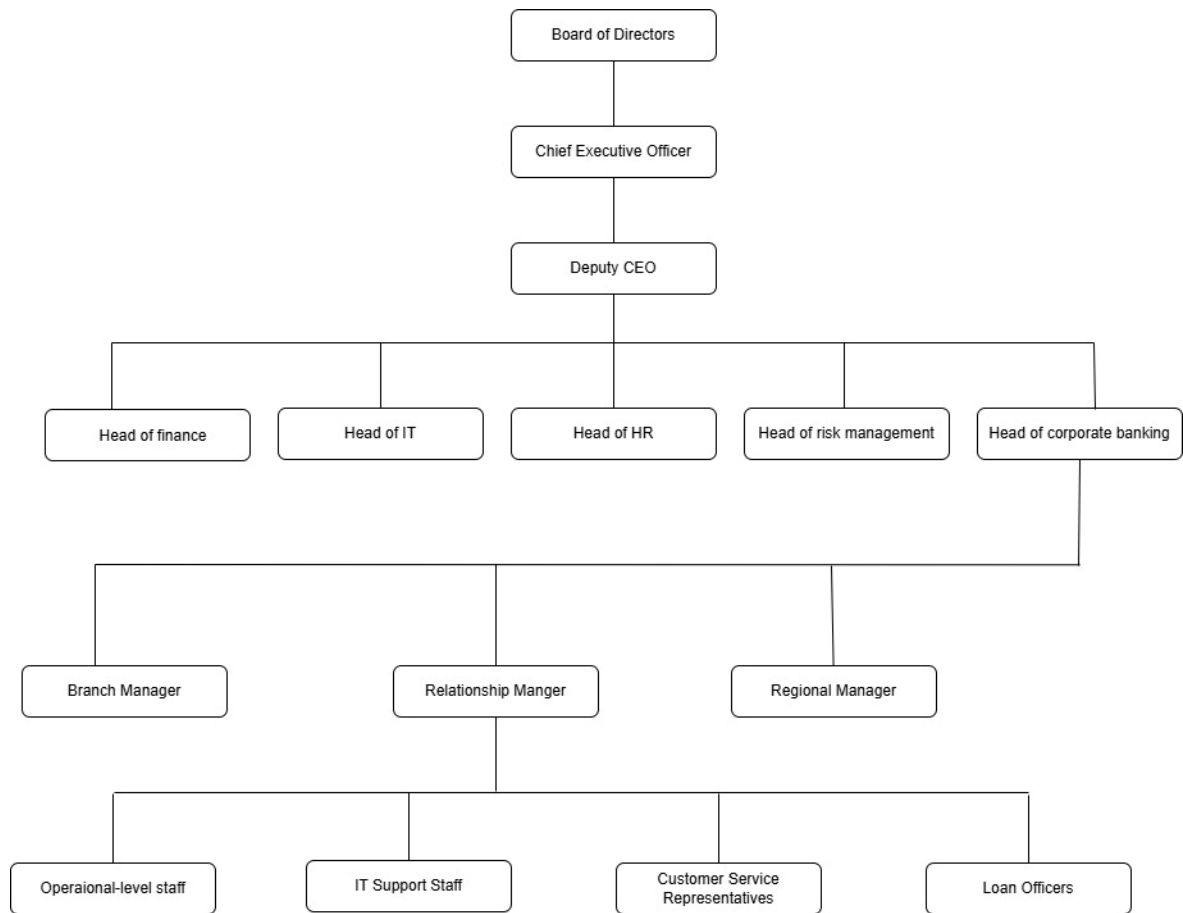 Board of Directors
Chief Executive Officer
Deputy CEO
Head of finance
Head of IT
Head of HR
Head of risk management
Head of corporate banking
Branch Manager
Relationship Manger
Regional Manager
Operaional-level staff
IT Support Staff
Customer Service
Representatives
Loan Officers